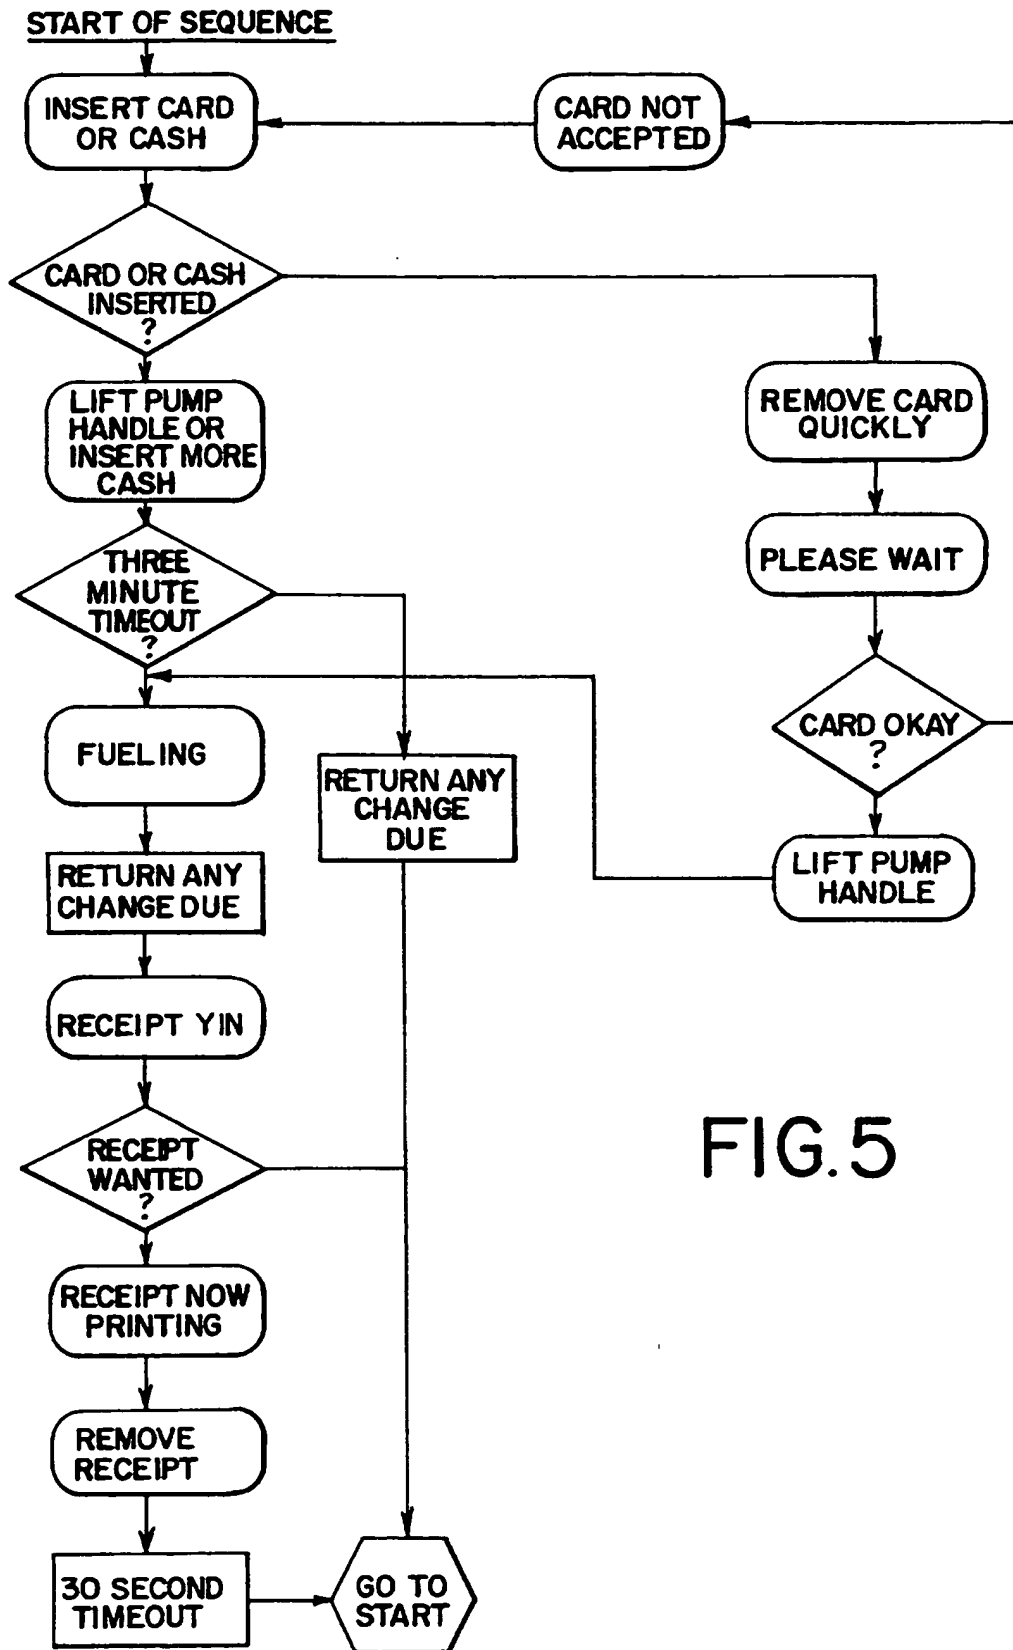 START OF SEQUENCE
INSERT CARD
OR CASH
CARD NOT
ACCEPTED
CARD OR CASH
INSERTED
?
LIFT PUMP
HANDLE OR
INSERT MORE
CASH
REMOVE CARD
QUICKLY
PLEASE WAIT
THREE
MINUTE
TIMEOUT
?
CARD OKAY
?
FUELING
RETURN ANY
CHANGE
DUE
LIFT PUMP
HANDLE
RETURN ANY
CHANGE DUE
RECEIPT YIN
RECEIPT
WANTED
?
FIG.5
RECEIPT NOW
PRINTING
REMOVE
RECEIPT
30 SECOND
TIMEOUT
GO TO
START